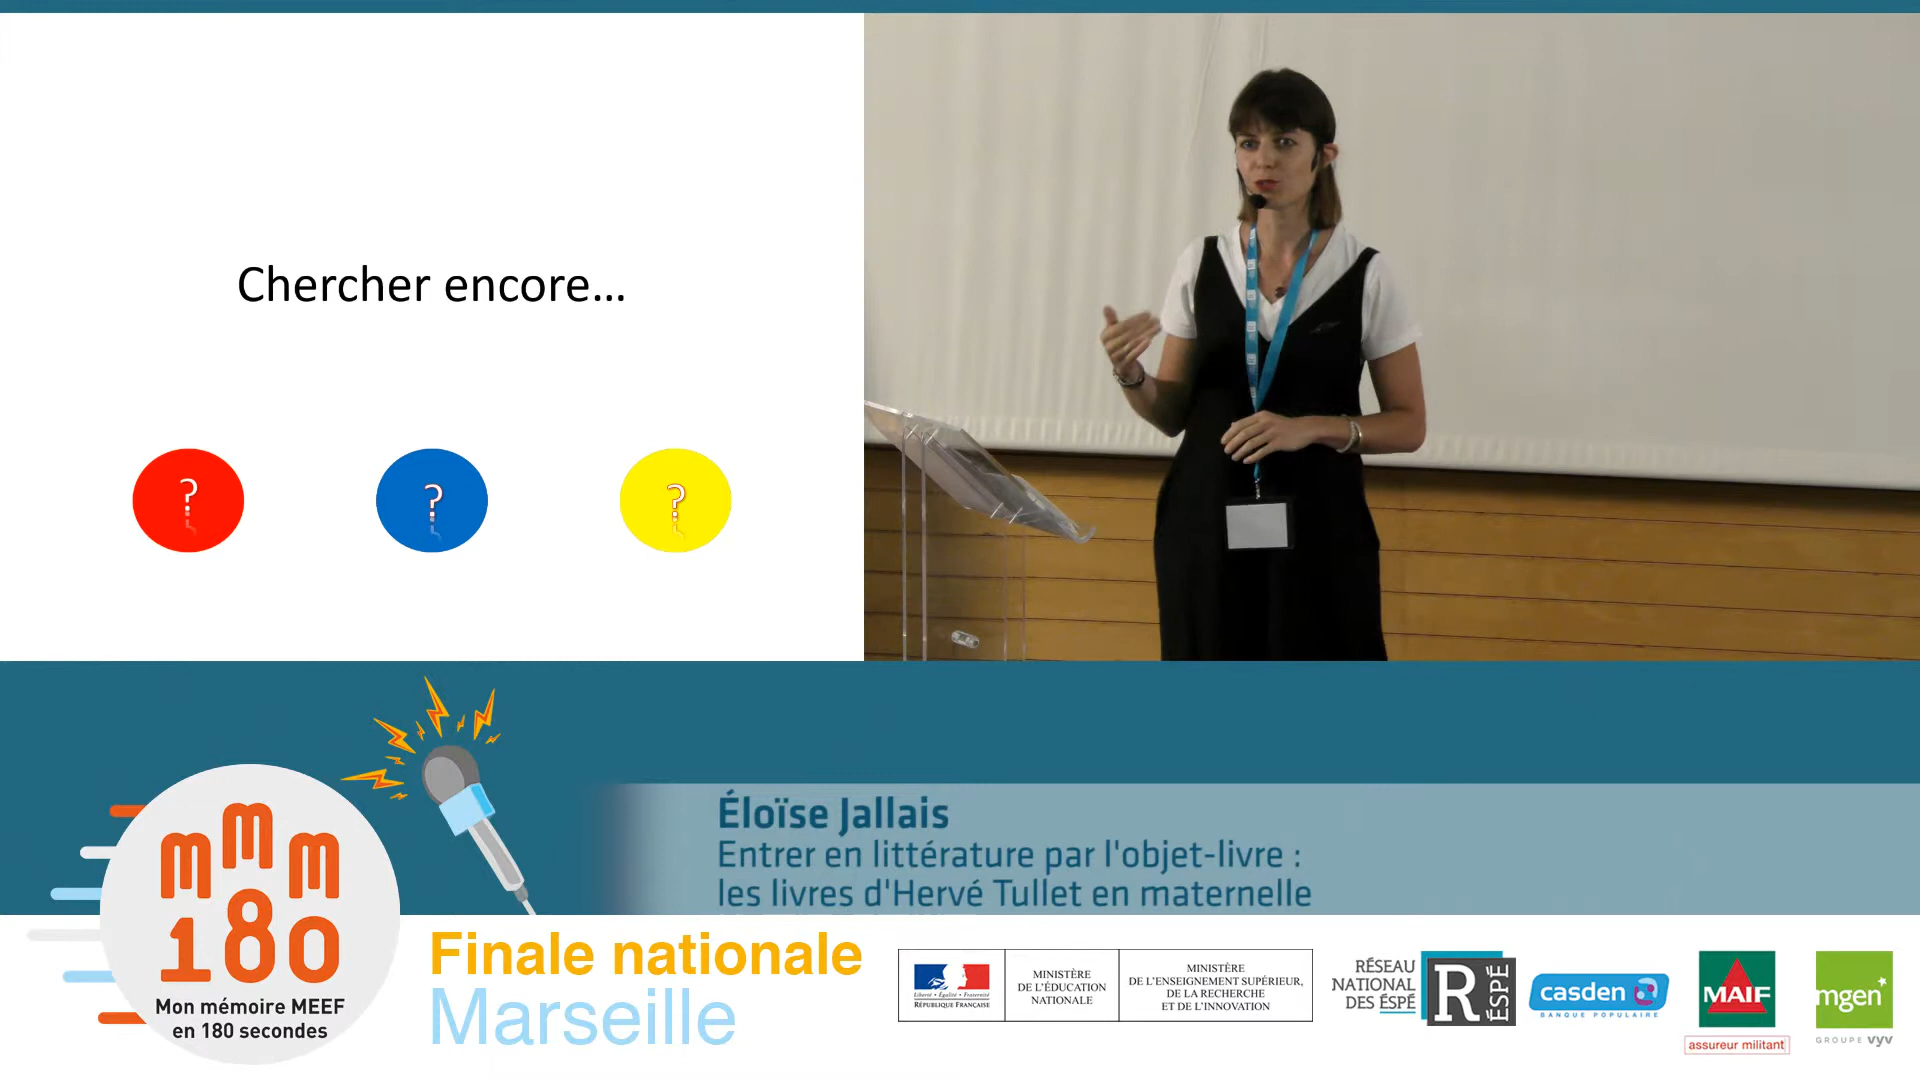 Chercher encore...
? ? ?
Éloïse Jallais
Entrer en littérature par l'objet-livre :
les livres d'Hervé Tullet en maternelle
mmm
180
Mon mémoire MEEF
en 180 secondes
Finale nationale
Marseille
Liberté • Égalité • Fraternité
RÉPUBLIQUE FRANÇAISE
MINISTÈRE
DE L'ÉDUCATION
NATIONALE
MINISTÈRE
DE L'ENSEIGNEMENT SUPÉRIEUR,
DE LA RECHERCHE
ET DE L'INNOVATION
RÉSEAU
NATIONAL
DES ÉSPÉ
R ÉSPÉ
casden
BANQUE POPULAIRE
MAIF
assureur militant
mgen
GROUPE vyv